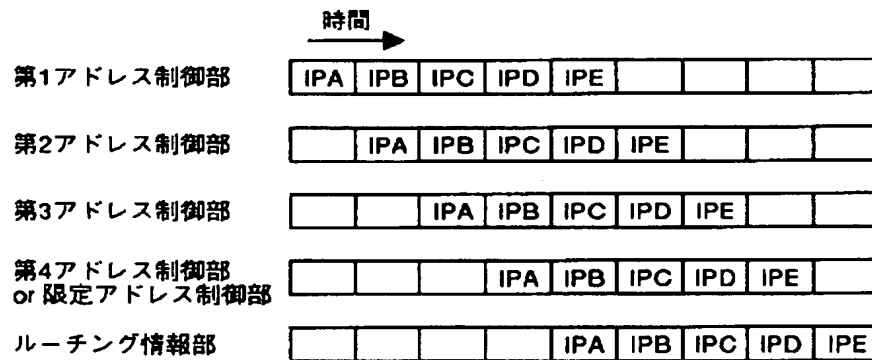 時間
第1アドレス制御部 IPA IPB IPC IPD IPE
第2アドレス制御部 IPA IPB IPC IPD IPE
第3アドレス制御部 IPA IPB IPC IPD IPE
第4アドレス制御部
or 限定アドレス制御部 IPA IPB IPC IPD IPE
ルーチング情報部 IPA IPB IPC IPD IPE